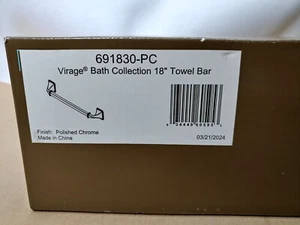 691830-PC
Virage® Bath Collection 18" Towel Bar
Finish: Polished Chrome
Made in China
03/21/2024